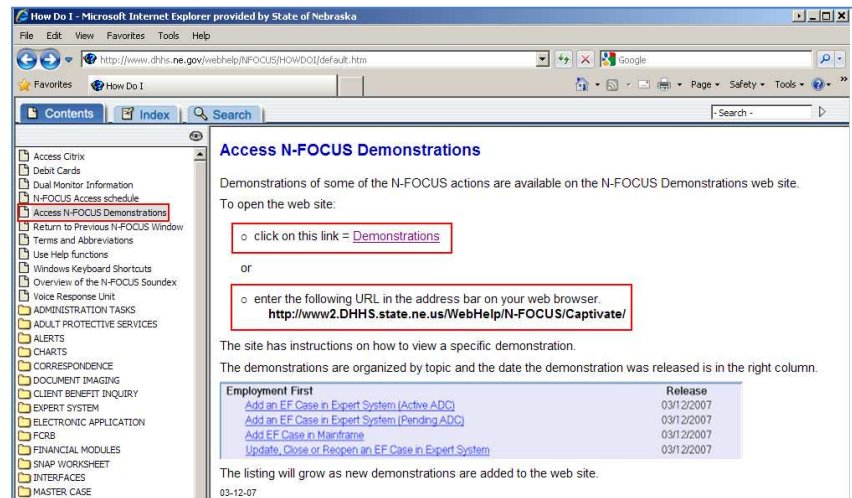 How Do I - Microsoft Internet Explorer provided by State of Nebraska
File Edit View Favorites Tools Help
http://www.dhhs.ne.gov/webhelp/NFOCUS/HOWDOI/default.htm
Google
Favorites
How Do I
Page Safety Tools
Contents
Index
Search
- Search -
Access Citrix
Debit Cards
Dual Monitor Information
N-FOCUS Access schedule
Access N-FOCUS Demonstrations
Return to Previous N-FOCUS Window
Terms and Abbreviations
Use Help functions
Windows Keyboard Shortcuts
Overview of the N-FOCUS Soundex
Voice Response Unit
ADMINISTRATION TASKS
ADULT PROTECTIVE SERVICES
ALERTS
CHARTS
CORRESPONDENCE
DOCUMENT IMAGING
CLIENT BENEFIT INQUIRY
EXPERT SYSTEM
ELECTRONIC APPLICATION
FCRB
FINANCIAL MODULES
SNAP WORKSHEET
INTERFACES
MASTER CASE
Access N-FOCUS Demonstrations
Demonstrations of some of the N-FOCUS actions are available on the N-FOCUS Demonstrations web site.
To open the web site:
o click on this link = Demonstrations
or
o enter the following URL in the address bar on your web browser.
http://www2.DHHS.state.ne.us/WebHelp/N-FOCUS/Captivate/
The site has instructions on how to view a specific demonstration.
The demonstrations are organized by topic and the date the demonstration was released is in the right column.
Employment First Release
Add an EF Case in Expert System (Active ADC) 03/12/2007
Add an EF Case in Expert System (Pending ADC) 03/12/2007
Add EF Case in Mainframe 03/12/2007
Update, Close or Reopen an EF Case in Expert System 03/12/2007
The listing will grow as new demonstrations are added to the web site.
03-12-07